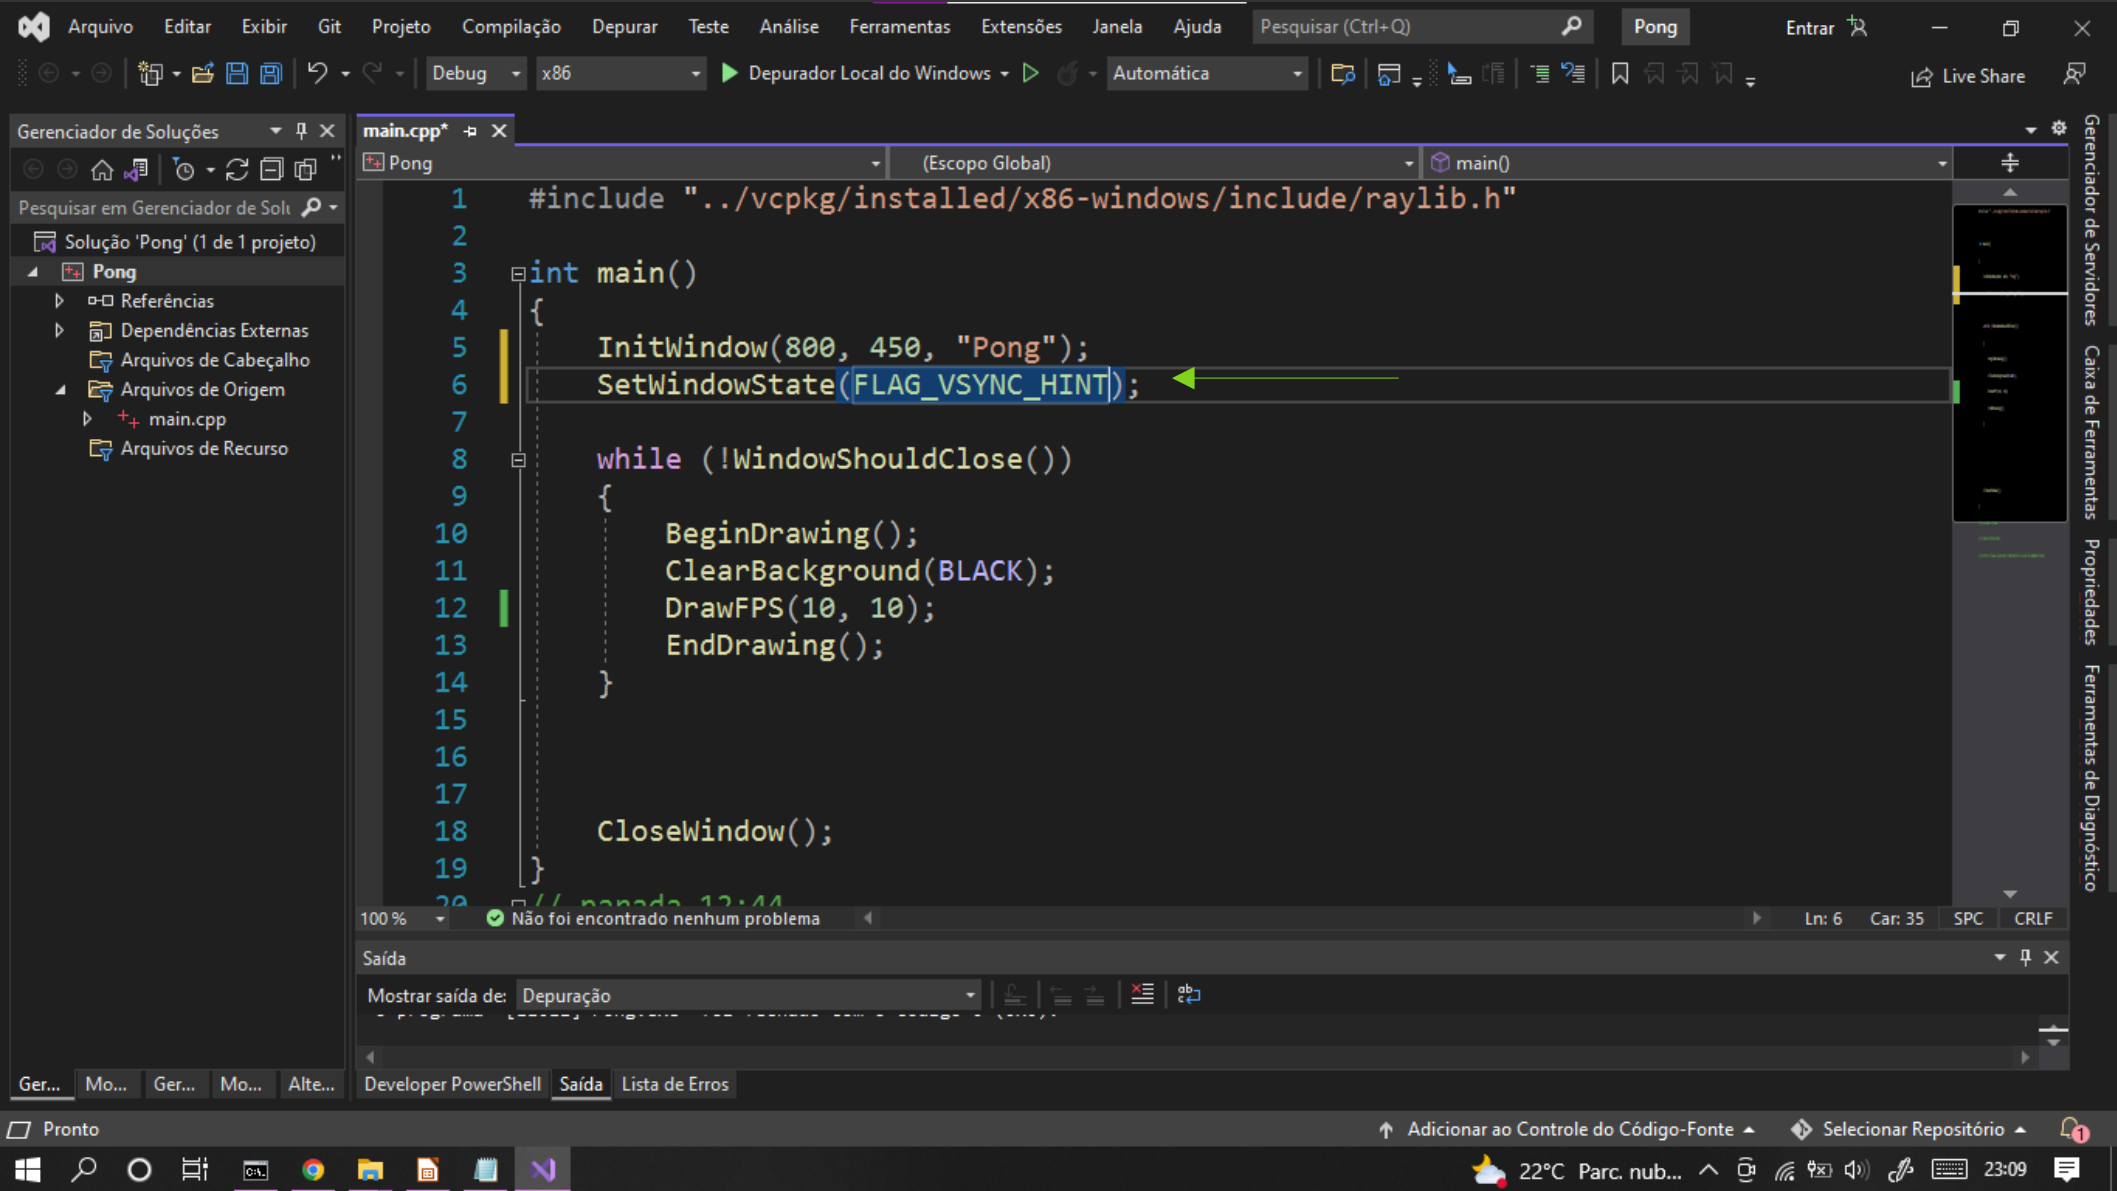 Arquivo Editar Exibir Git Projeto Compilação Depurar Teste Análise Ferramentas Extensões Janela Ajuda Pesquisar (Ctrl+Q) Pong Entrar
Debug x86 Depurador Local do Windows Automática Live Share
Gerenciador de Soluções
Pesquisar em Gerenciador de Solu
Solução 'Pong' (1 de 1 projeto)
Pong
Referências
Dependências Externas
Arquivos de Cabeçalho
Arquivos de Origem
main.cpp
Arquivos de Recurso
main.cpp*
Pong (Escopo Global) main()
1 #include "../vcpkg/installed/x86-windows/include/raylib.h"
2
3 int main()
4 {
5 InitWindow(800, 450, "Pong");
6 SetWindowState(FLAG_VSYNC_HINT);
7
8 while (!WindowShouldClose())
9 {
10 BeginDrawing();
11 ClearBackground(BLACK);
12 DrawFPS(10, 10);
13 EndDrawing();
14 }
15
16
17
18 CloseWindow();
19 }
20 // parada 12:44
100 % Não foi encontrado nenhum problema Ln: 6 Car: 35 SPC CRLF
Saída
Mostrar saída de: Depuração
Ger... Mo... Ger... Mo... Alte... Developer PowerShell Saída Lista de Erros
Gerenciador de Servidores
Caixa de Ferramentas
Propriedades
Ferramentas de Diagnóstico
Pronto Adicionar ao Controle do Código-Fonte Selecionar Repositório 1
22°C Parc. nub... 23:09